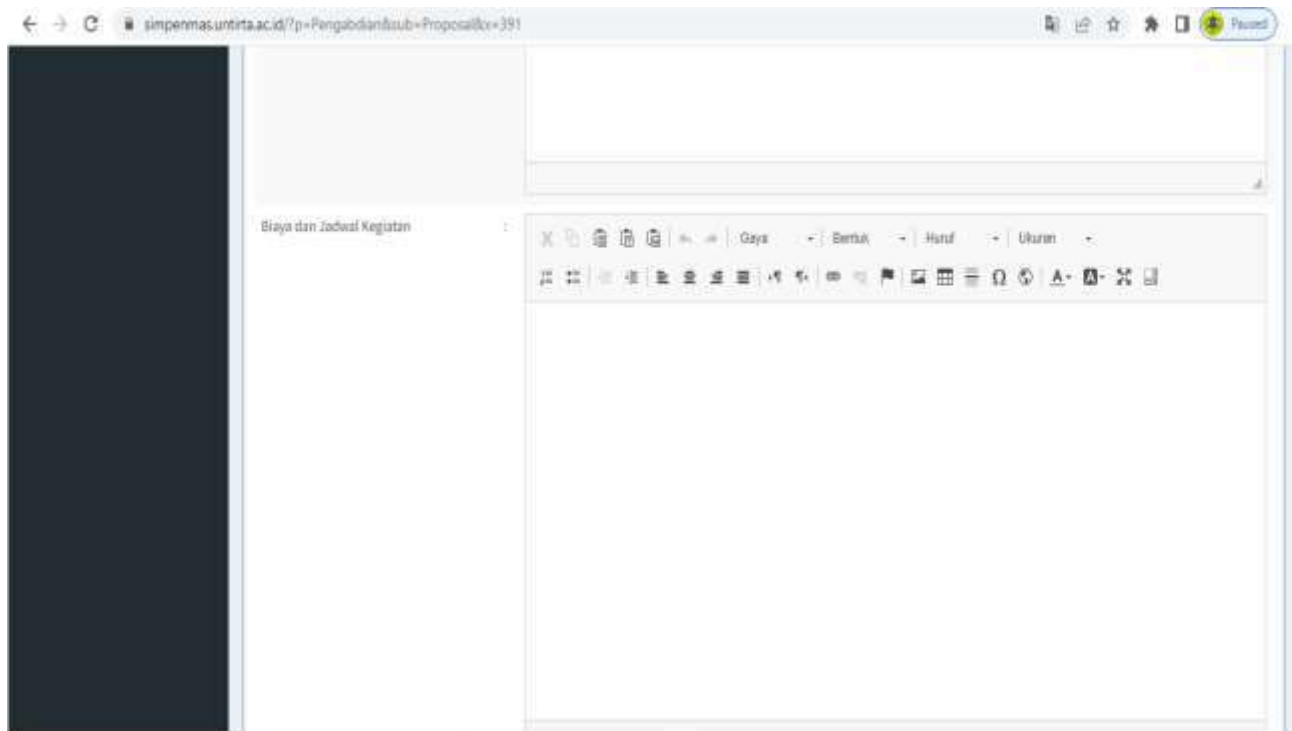 simpenmas.untirta.ac.id/?p=Pengabdian&sub=Proposal&x=391
Paused
Biaya dan Jadwal Kegiatan :
Gaya Bentuk Huruf Ukuran